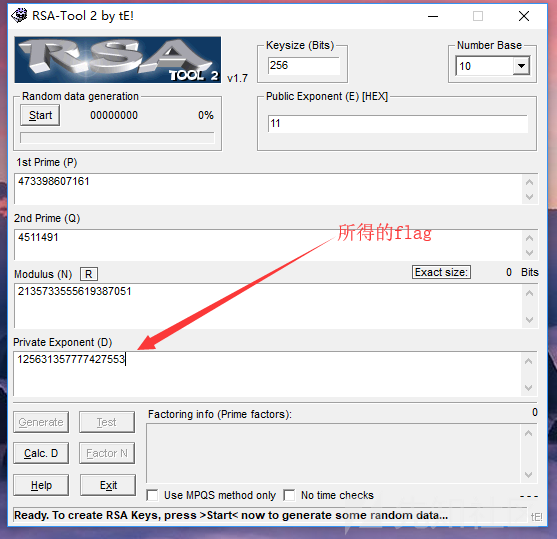 RSA-Tool 2 by tE!
RSA
TOOL 2
v1.7
Keysize (Bits)
256
Number Base
10
Random data generation
Start 00000000 0%
Public Exponent (E) [HEX]
11
1st Prime (P)
473398607161
2nd Prime (Q)
4511491
所得的flag
Modulus (N) R Exact size: 0 Bits
2135733555619387051
Private Exponent (D)
125631357777427553
Generate Test
Calc. D Factor N
Help Exit
Factoring info (Prime factors): 0
Use MPQS method only No time checks ---
Ready. To create RSA Keys, press >Start< now to generate some random data... tE!